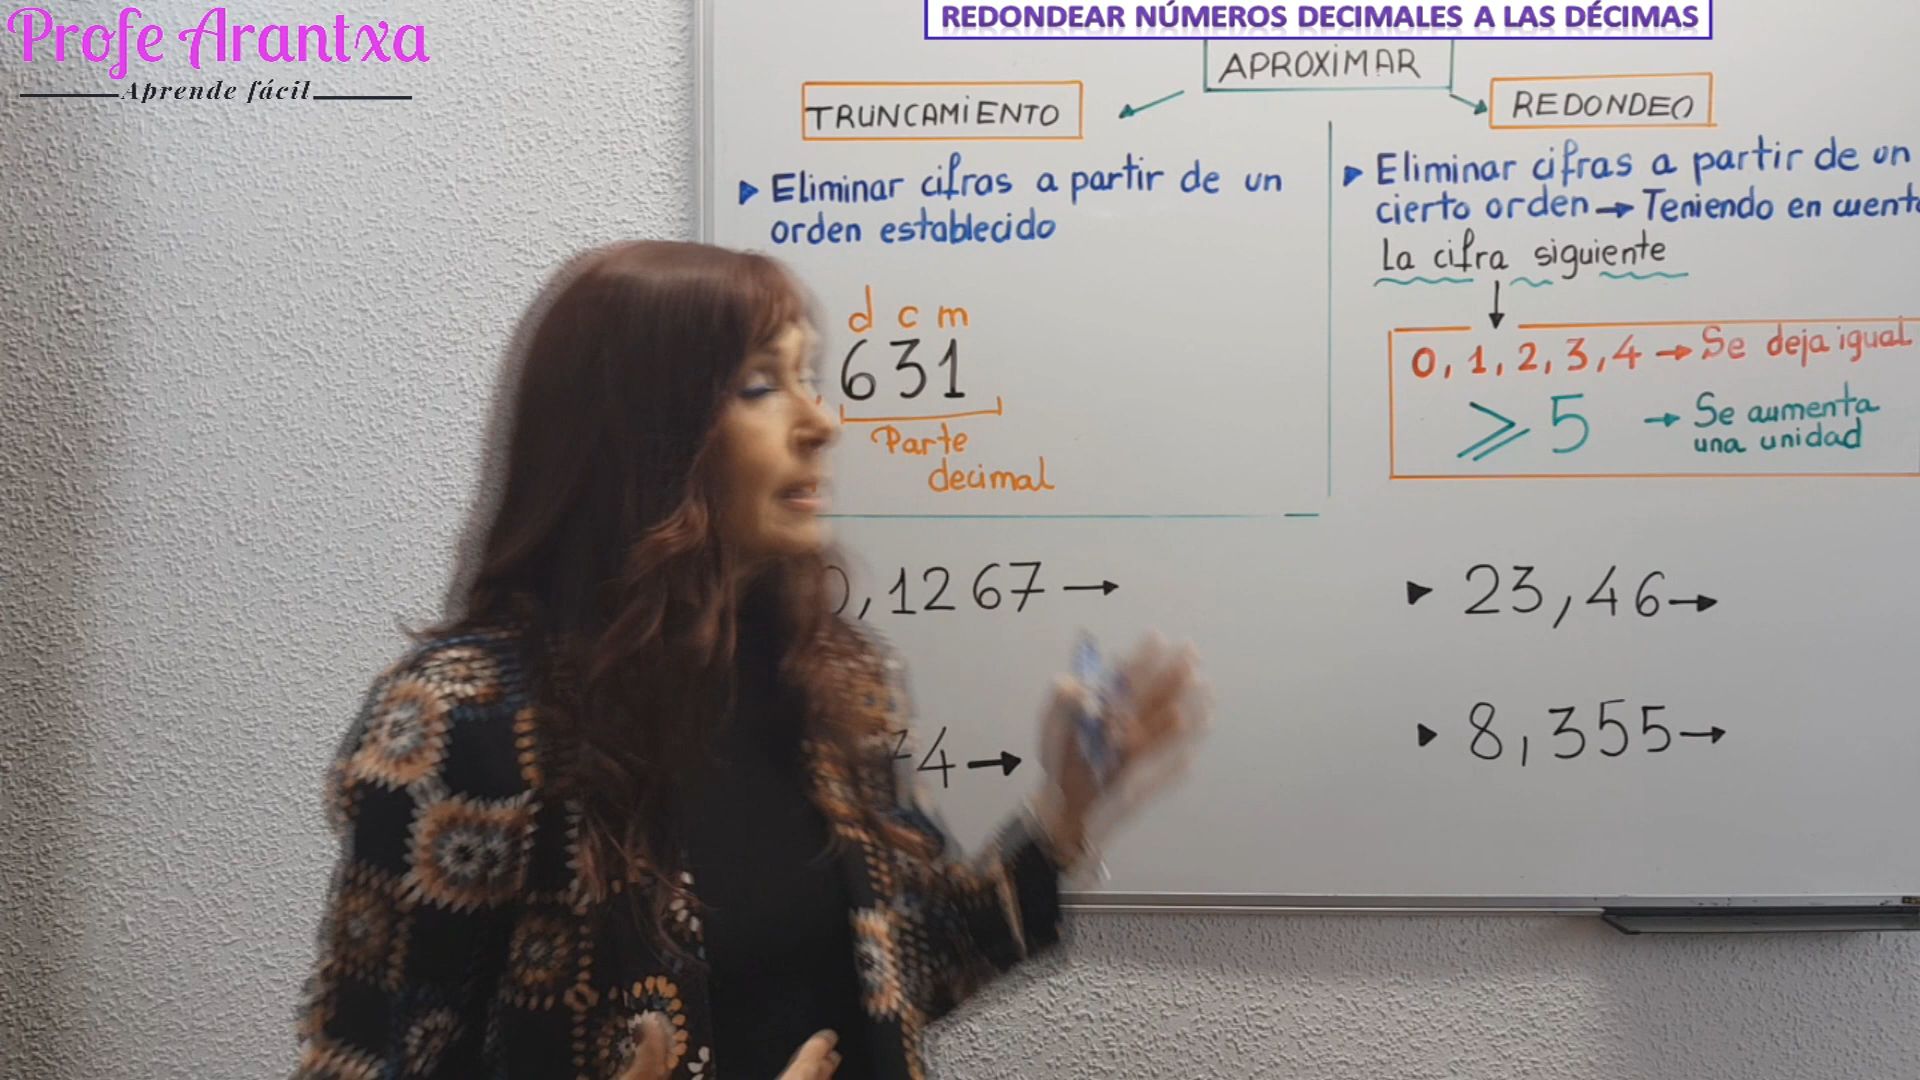 Profe Arantxa
Aprende fácil
REDONDEAR NÚMEROS DECIMALES A LAS DÉCIMAS
APROXIMAR
TRUNCAMIENTO
▶ Eliminar cifras a partir de un
orden establecido
d c m
631
Parte
decimal
0,1267 →
4 →
REDONDEO
▶ Eliminar cifras a partir de un
cierto orden → Teniendo en
la cifra siguiente
0, 1, 2, 3, 4 → Se deja igual
⩾ 5 → Se aumenta
una unidad
▶ 23,46 →
▶ 8,355 →